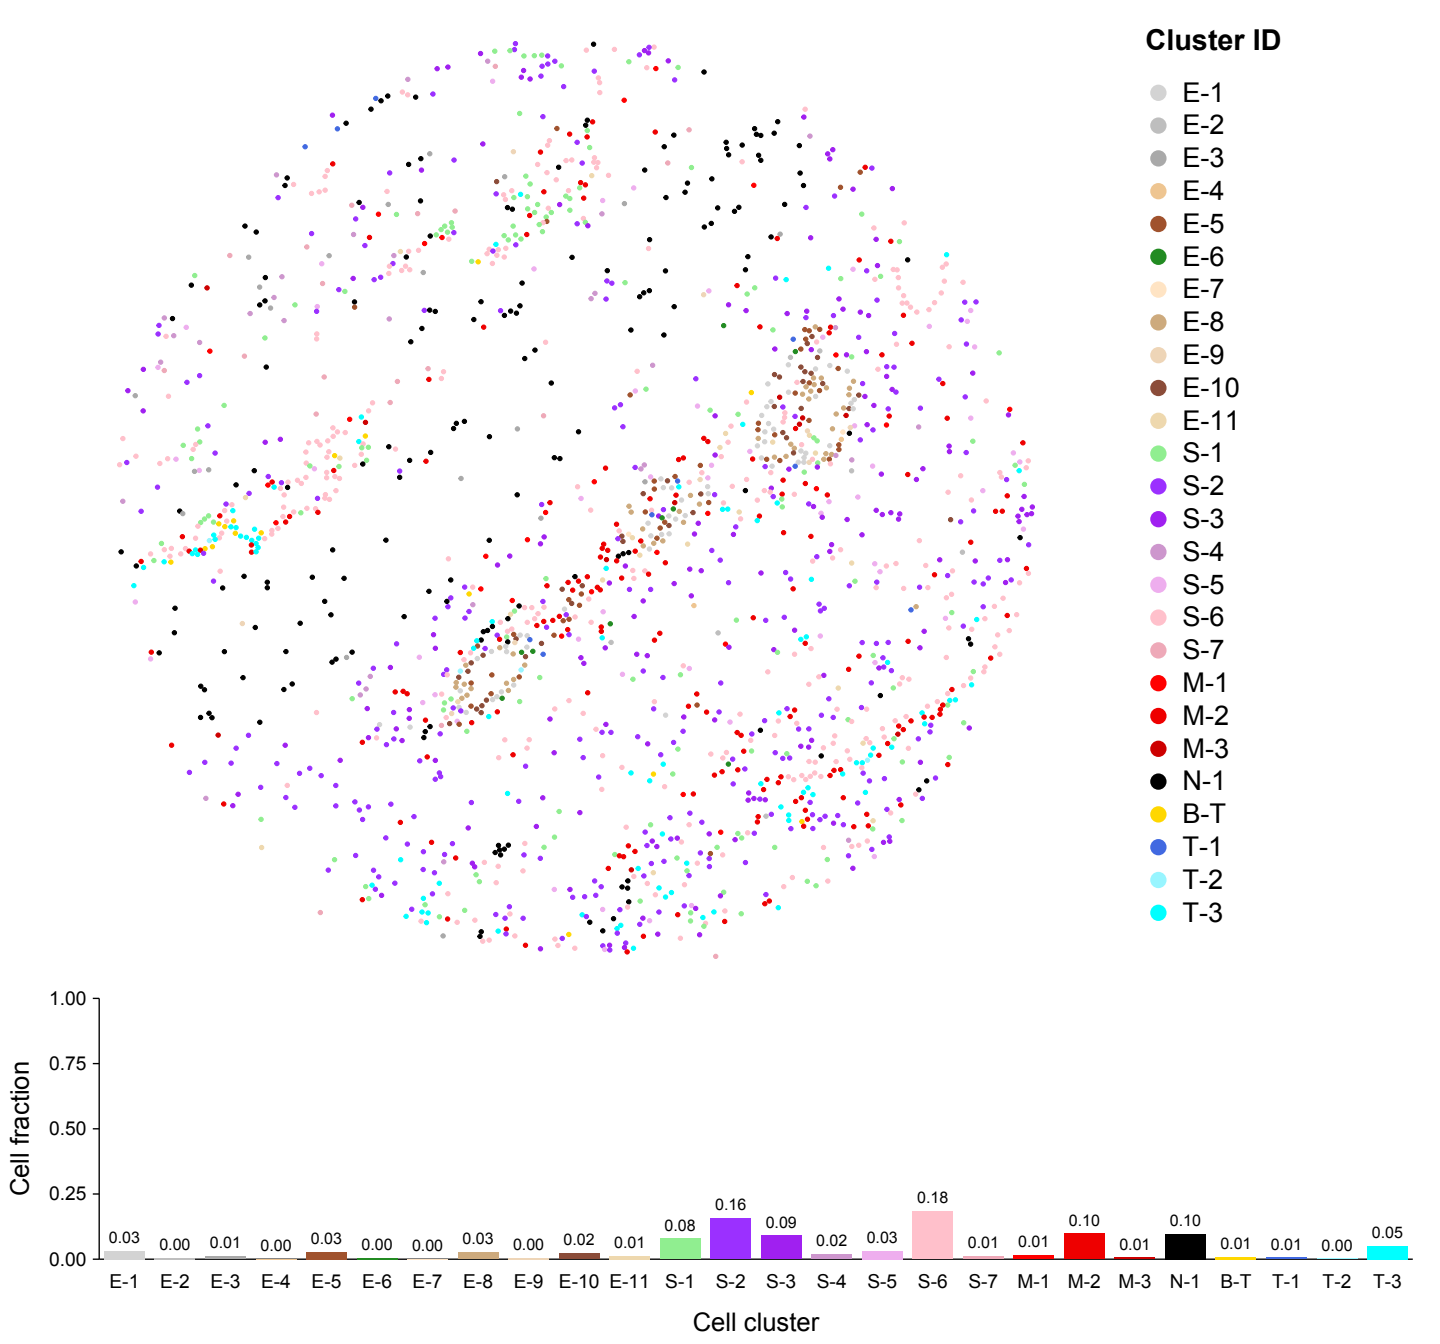 Cluster ID
E-1
E-2
E-3
E-4
E-5
E-6
E-7
E-8
E-9
E-10
E-11
S-1
S-2
S-3
S-4
S-5
S-6
S-7
M-1
M-2
M-3
N-1
B-T
T-1
T-2
T-3
1.00
0.75
0.50
0.25
0.00
Cell fraction
0.03 0.00 0.01 0.00 0.03 0.00 0.00 0.03 0.00 0.02 0.01 0.08 0.16 0.09 0.02 0.03 0.18 0.01 0.01 0.10 0.01 0.10 0.01 0.01 0.00 0.05
E-1 E-2 E-3 E-4 E-5 E-6 E-7 E-8 E-9 E-10 E-11 S-1 S-2 S-3 S-4 S-5 S-6 S-7 M-1 M-2 M-3 N-1 B-T T-1 T-2 T-3
Cell cluster